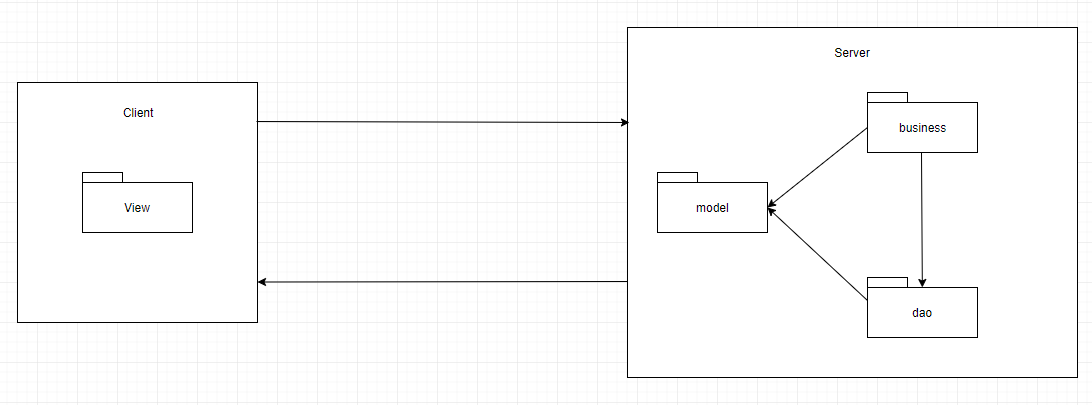 Client
View
Server
business
model
dao